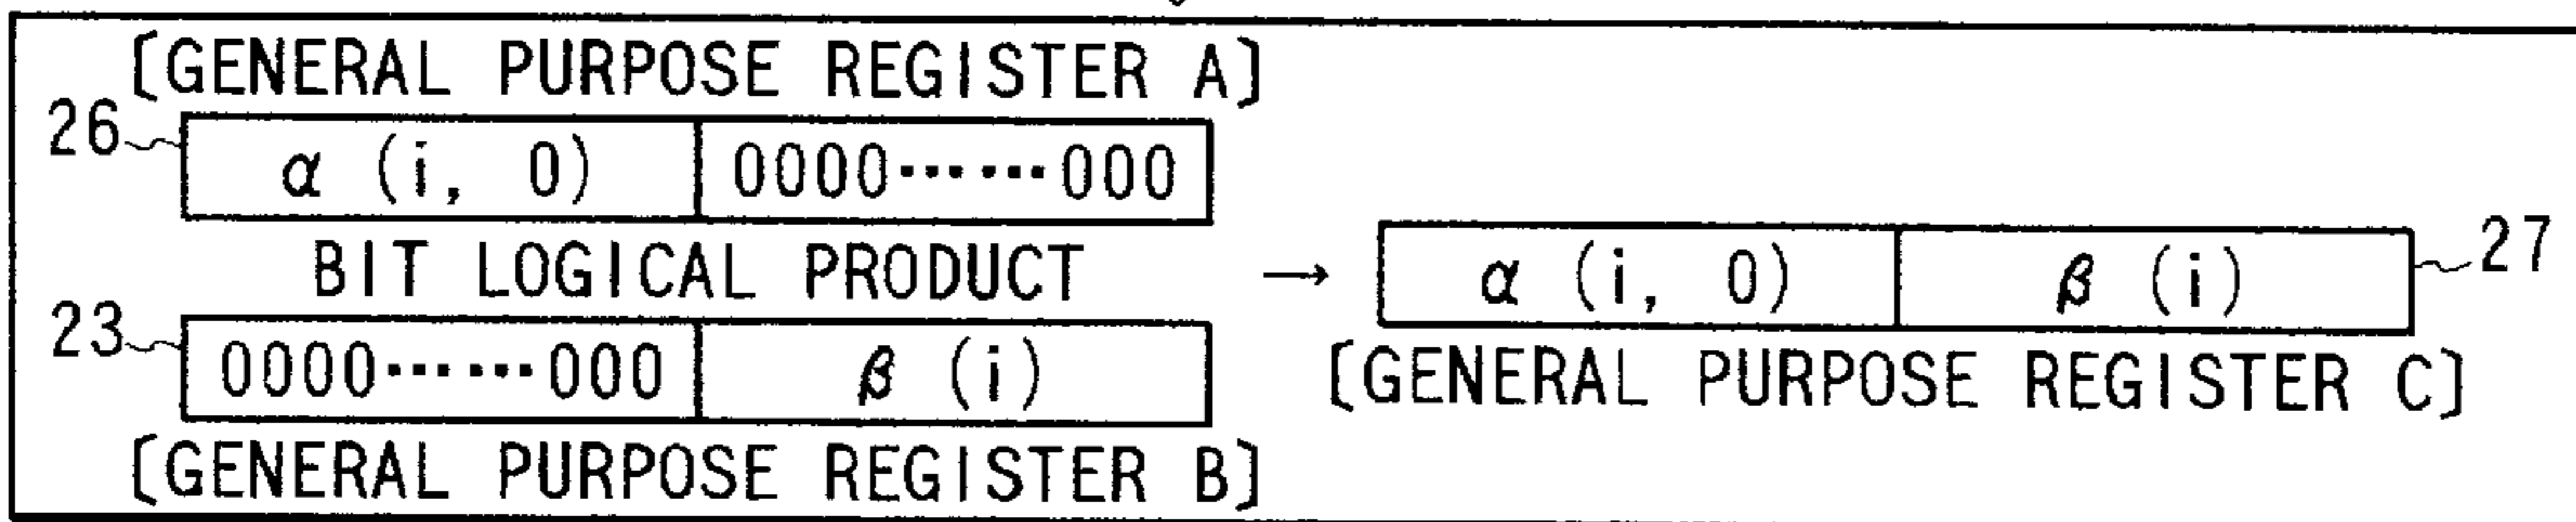 [GENERAL PURPOSE REGISTER A]
26
α (i, 0) 0000⋯⋯000
BIT LOGICAL PRODUCT → α (i, 0) β (i) 27
23
0000⋯⋯000 β (i)
[GENERAL PURPOSE REGISTER C]
[GENERAL PURPOSE REGISTER B]